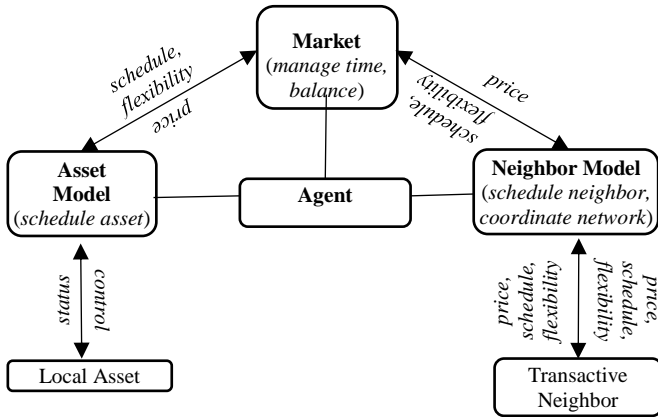 Market
(manage time,
balance)
schedule,
flexibility
price
price
schedule,
flexibility
Asset
Model
(schedule asset)
Agent
Neighbor Model
(schedule neighbor,
coordinate network)
status
control
price,
schedule,
flexibility
price,
schedule,
flexibility
Local Asset
Transactive
Neighbor